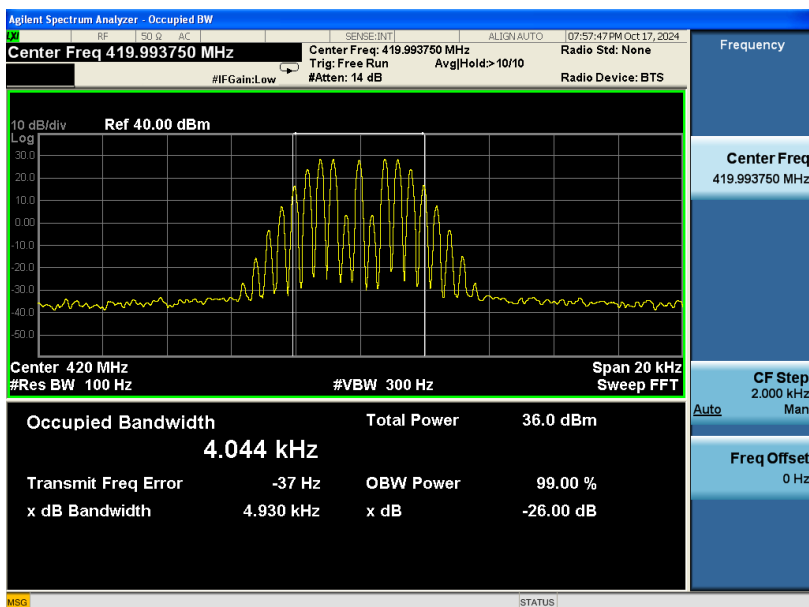 Agilent Spectrum Analyzer - Occupied BW
LXI RF 50 Ω AC SENSE:INT ALIGN AUTO 07:57:47 PM Oct 17, 2024
Center Freq 419.993750 MHz
Center Freq: 419.993750 MHz
Radio Std: None
Trig: Free Run Avg|Hold:> 10/10
#IFGain:Low #Atten: 14 dB Radio Device: BTS
10 dB/div Ref 40.00 dBm
Log
30.0
20.0
10.0
0.00
-10.0
-20.0
-30.0
-40.0
-50.0
Center 420 MHz Span 20 kHz
#Res BW 100 Hz #VBW 300 Hz Sweep FFT
Occupied Bandwidth Total Power 36.0 dBm
4.044 kHz
Transmit Freq Error -37 Hz OBW Power 99.00 %
x dB Bandwidth 4.930 kHz x dB -26.00 dB
Frequency
Center Freq
419.993750 MHz
CF Step
2.000 kHz
Auto Man
Freq Offset
0 Hz
MSG STATUS